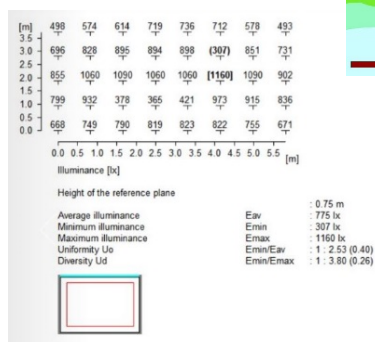 [m] 498 574 614 719 736 712 578 493
3.5
3.0 696 828 895 894 898 (307) 851 731
2.5
2.0 855 1060 1090 1060 1060 [1160] 1090 902
1.5
1.0 799 932 378 365 421 973 915 836
0.5
0.0 668 749 790 819 823 822 755 671
0.0 0.5 1.0 1.5 2.0 2.5 3.0 3.5 4.0 4.5 5.0 5.5 [m]
Illuminance [lx]
Height of the reference plane : 0.75 m
Average illuminance Eav : 775 lx
Minimum illuminance Emin : 307 lx
Maximum illuminance Emax : 1160 lx
Uniformity Uo Emin/Eav : 1 : 2.53 (0.40)
Diversity Ud Emin/Emax : 1 : 3.80 (0.26)